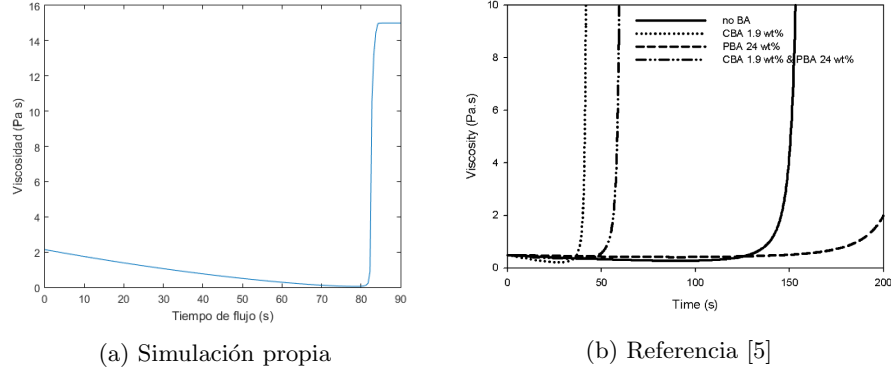 16
14
12
10
8
6
4
2
0
Viscosidad (Pa s)
0 10 20 30 40 50 60 70 80 90
Tiempo de flujo (s)
(a) Simulación propia
10
8
6
4
2
0
Viscosity (Pa.s)
no BA
CBA 1.9 wt%
PBA 24 wt%
CBA 1.9 wt% & PBA 24 wt%
0 50 100 150 200
Time (s)
(b) Referencia [5]